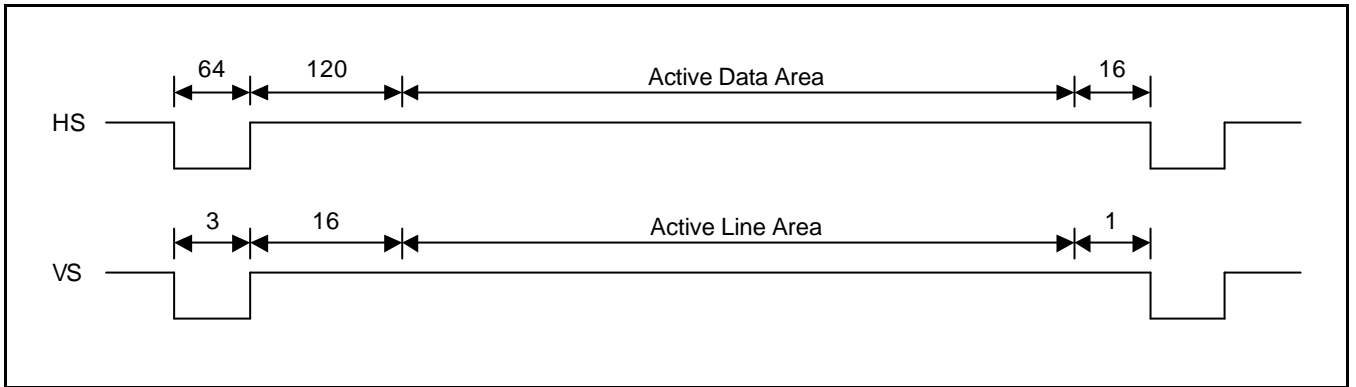 64 120 Active Data Area 16
HS
3 16 Active Line Area 1
VS